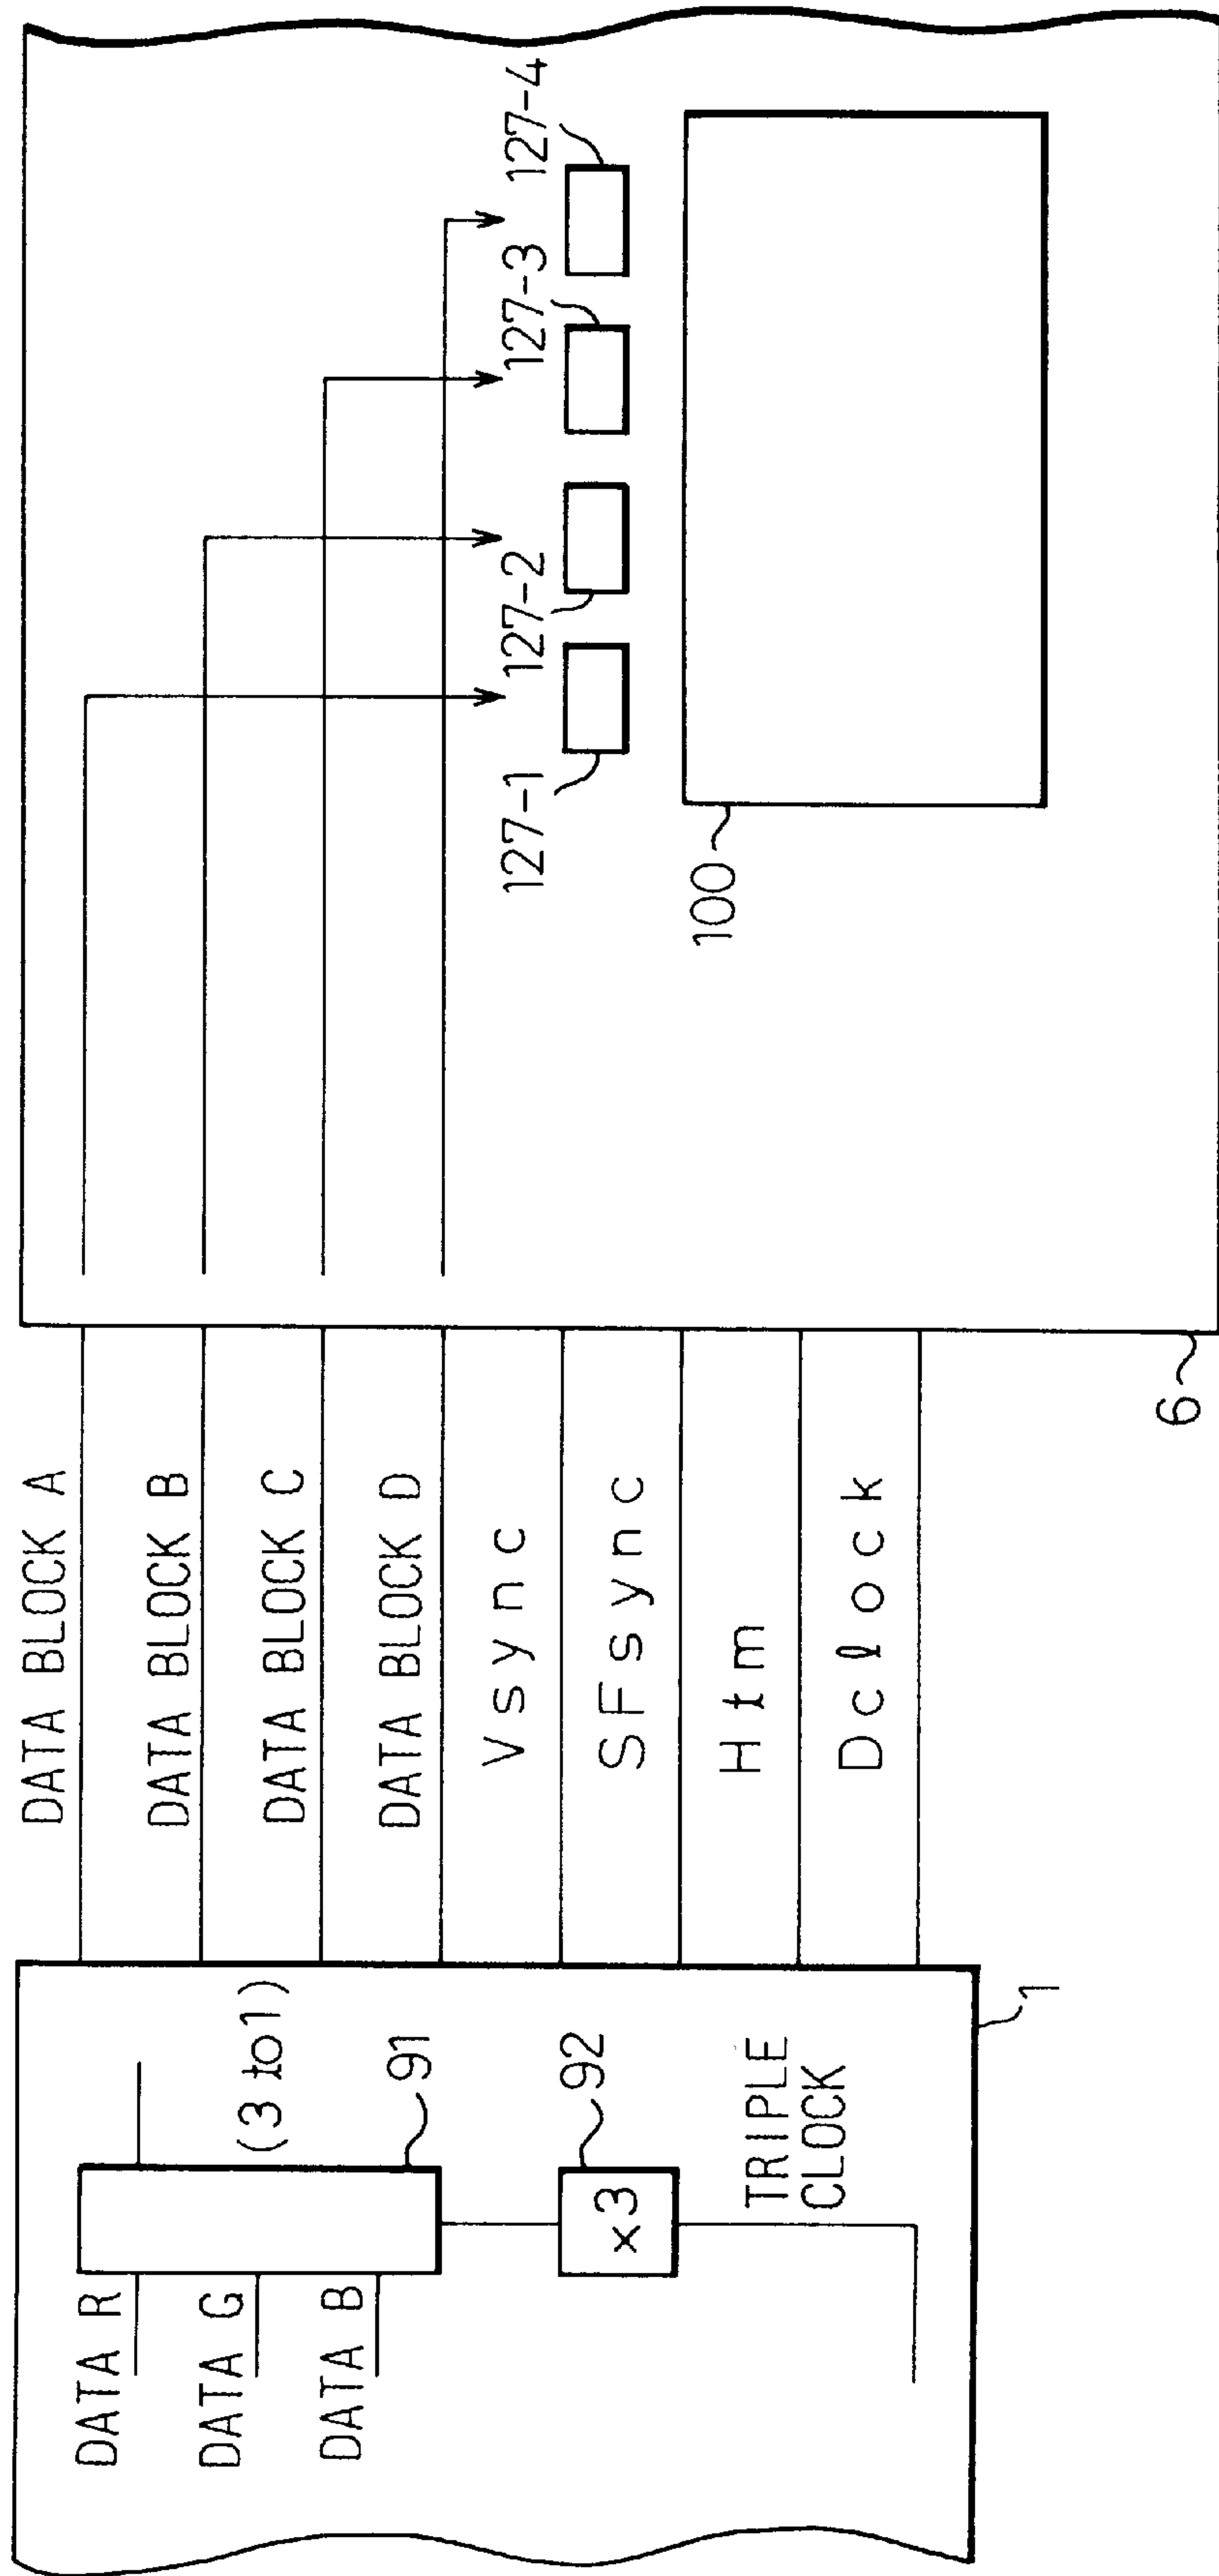 DATA R
DATA G
DATA B
(3 to 1)
91
x3
92
TRIPLE
CLOCK
1
DATA BLOCK A
DATA BLOCK B
DATA BLOCK C
DATA BLOCK D
Vsync
SFsync
Htm
Dclock
6
127-1
127-2
127-3
127-4
100